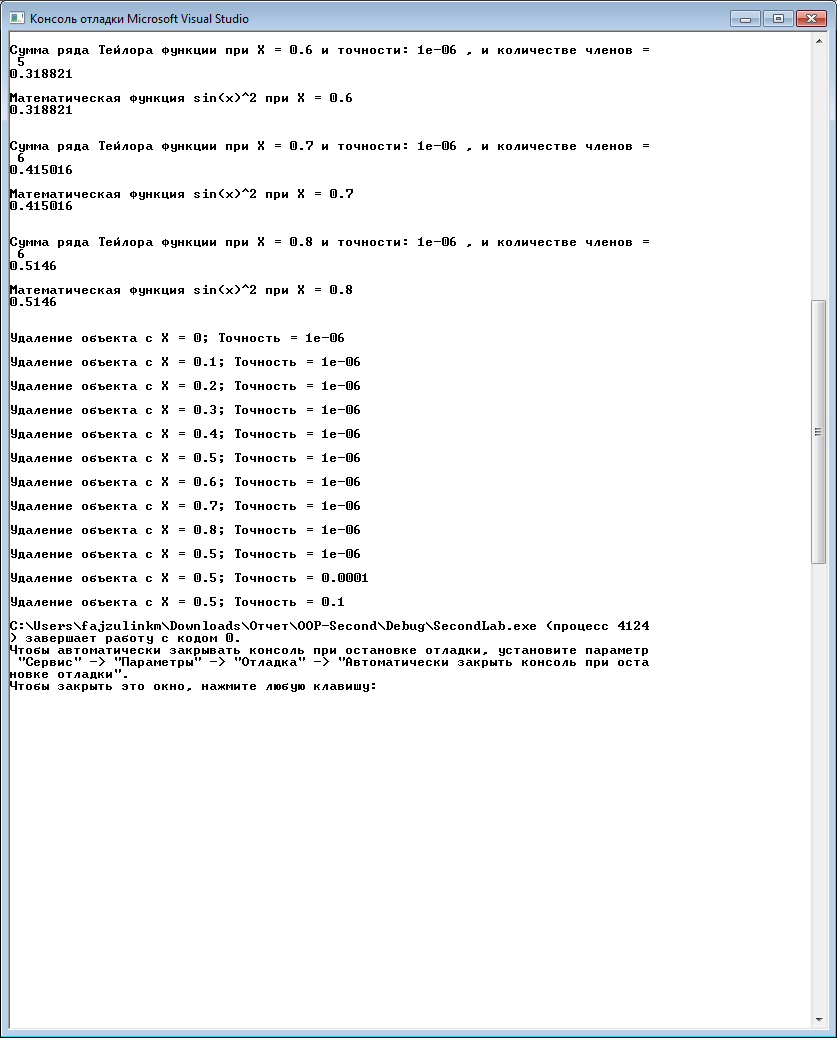 Консоль отладки Microsoft Visual Studio
Сумма ряда Тейлора функции при X = 0.6 и точности: 1e-06 , и количестве членов =
5
0.318821
Математическая функция sin(x)^2 при X = 0.6
0.318821
Сумма ряда Тейлора функции при X = 0.7 и точности: 1e-06 , и количестве членов =
6
0.415016
Математическая функция sin(x)^2 при X = 0.7
0.415016
Сумма ряда Тейлора функции при X = 0.8 и точности: 1e-06 , и количестве членов =
6
0.5146
Математическая функция sin(x)^2 при X = 0.8
0.5146
Удаление объекта с X = 0; Точность = 1e-06
Удаление объекта с X = 0.1; Точность = 1e-06
Удаление объекта с X = 0.2; Точность = 1e-06
Удаление объекта с X = 0.3; Точность = 1e-06
Удаление объекта с X = 0.4; Точность = 1e-06
Удаление объекта с X = 0.5; Точность = 1e-06
Удаление объекта с X = 0.6; Точность = 1e-06
Удаление объекта с X = 0.7; Точность = 1e-06
Удаление объекта с X = 0.8; Точность = 1e-06
Удаление объекта с X = 0.5; Точность = 1e-06
Удаление объекта с X = 0.5; Точность = 0.0001
Удаление объекта с X = 0.5; Точность = 0.1
C:\Users\fajzulinkm\Downloads\Отчет\OOP-Second\Debug\SecondLab.exe (процесс 4124
) завершает работу с кодом 0.
Чтобы автоматически закрывать консоль при остановке отладки, установите параметр
"Сервис" -> "Параметры" -> "Отладка" -> "Автоматически закрыть консоль при оста
новке отладки".
Чтобы закрыть это окно, нажмите любую клавишу: